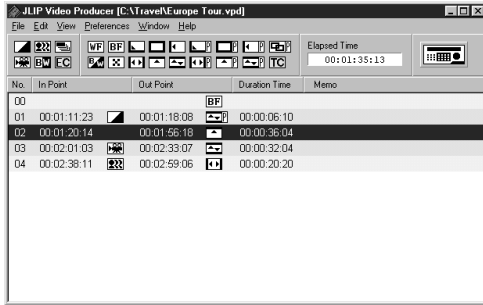 JLIP Video Producer [C:\Travel\Europe Tour.vpd]
File Edit View Preferences Window Help
WF BF P P P P Elapsed Time
BW EC B/W P P P TC 00:01:35:13
No. In Point Out Point Duration Time Memo
00 BF
01 00:01:11:23 00:01:18:08 P 00:00:06:10
02 00:01:20:14 00:01:56:18 00:00:36:04
03 00:02:01:03 00:02:33:07 00:00:32:04
04 00:02:38:11 00:02:59:06 00:00:20:20